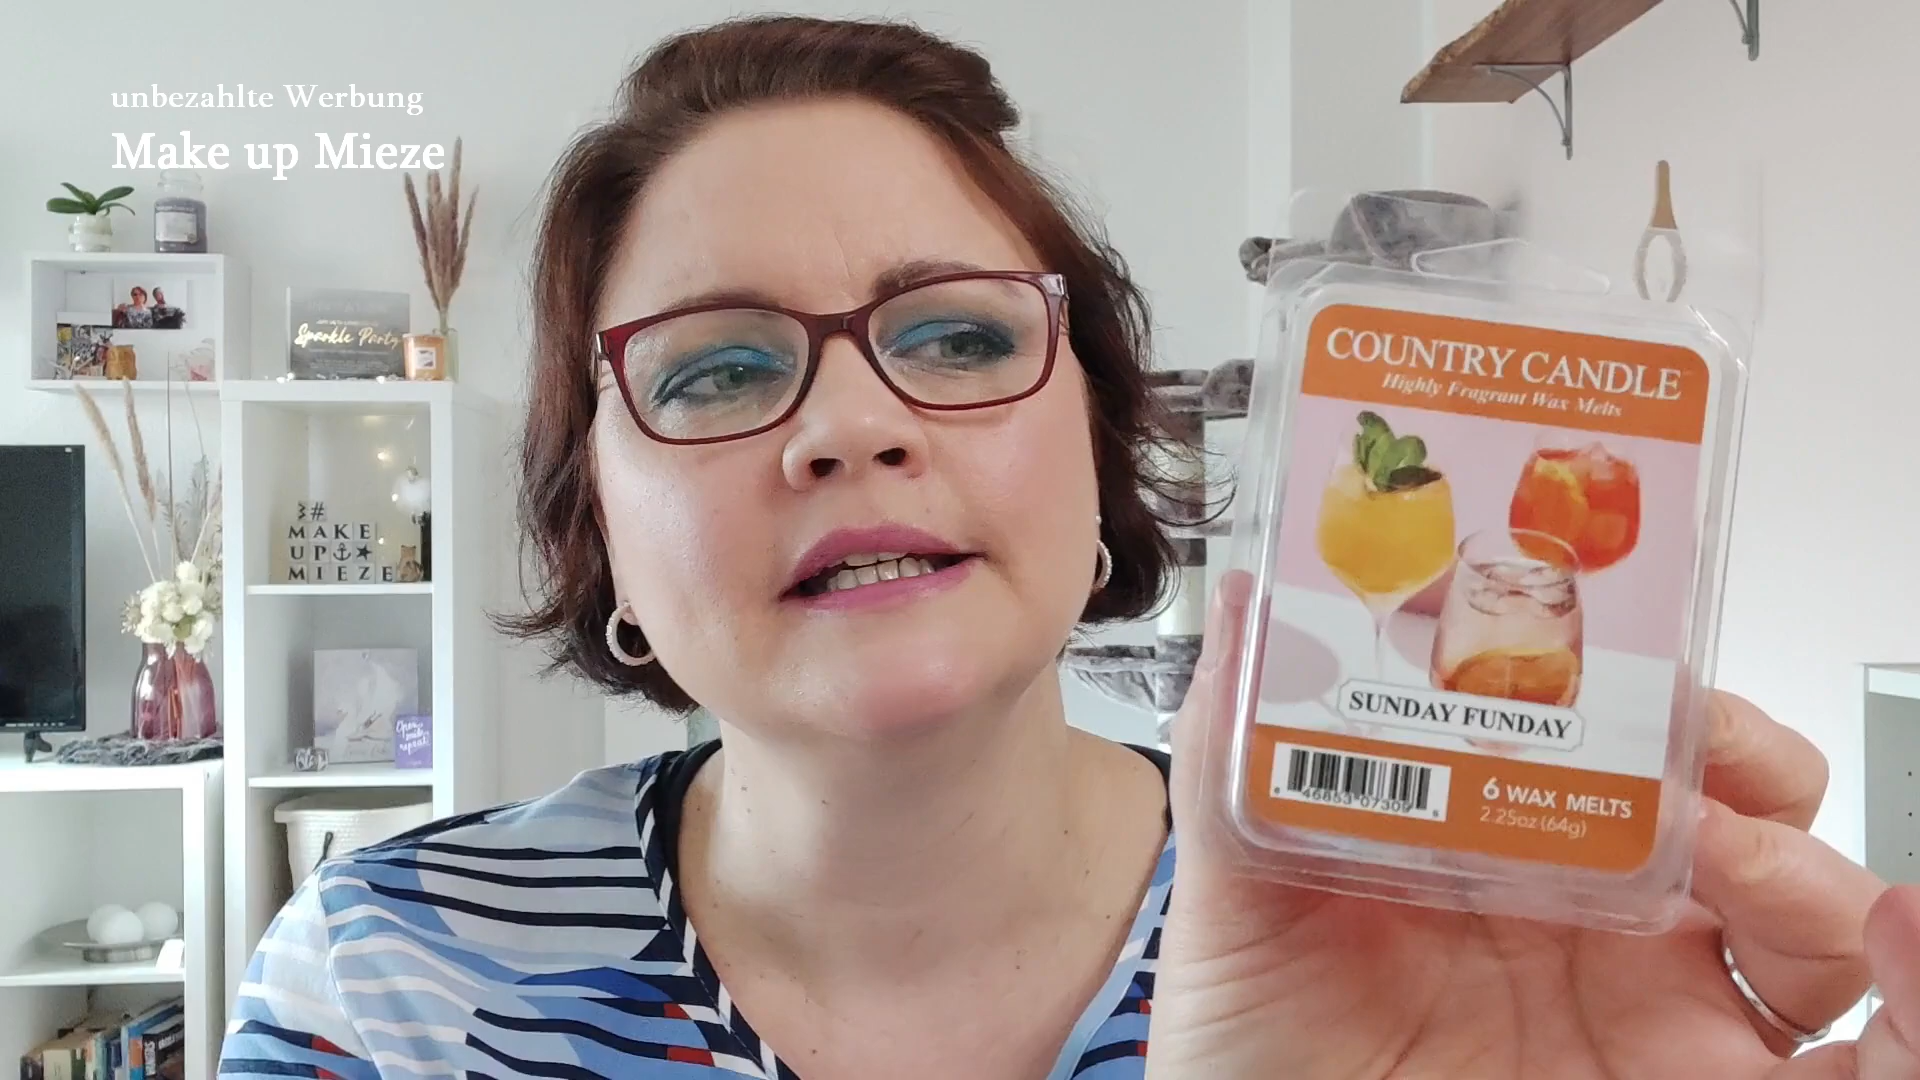 unbezahlte Werbung
Make up Mieze
Sparkle Party
#
MAKE
UP
MIEZE
COUNTRY CANDLE
Highly Fragrant Wax Melts
SUNDAY FUNDAY
6 WAX MELTS
2.25oz (64g)